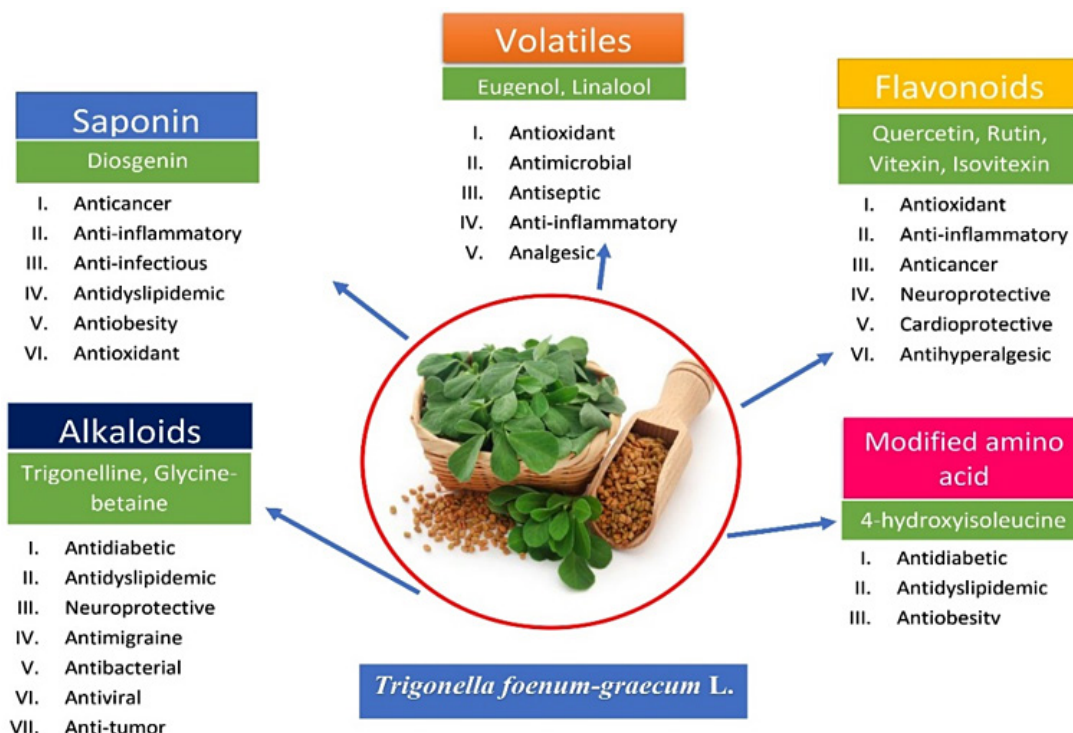 Volatiles
Eugenol, Linalool
I. Antioxidant
II. Antimicrobial
III. Antiseptic
IV. Anti-inflammatory
V. Analgesic
Saponin
Diosgenin
I. Anticancer
II. Anti-inflammatory
III. Anti-infectious
IV. Antidyslipidemic
V. Antiobesity
VI. Antioxidant
Flavonoids
Quercetin, Rutin,
Vitexin, Isovitexin
I. Antioxidant
II. Anti-inflammatory
III. Anticancer
IV. Neuroprotective
V. Cardioprotective
VI. Antihyperalgesic
Alkaloids
Trigonelline, Glycine-
betaine
I. Antidiabetic
II. Antidyslipidemic
III. Neuroprotective
IV. Antimigraine
V. Antibacterial
VI. Antiviral
VII. Anti-tumor
Modified amino
acid
4-hydroxyisoleucine
I. Antidiabetic
II. Antidyslipidemic
III. Antiobesity
Trigonella foenum-graecum L.